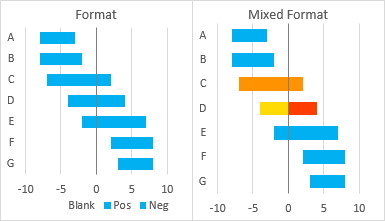 Format
A
B
C
D
E
F
G
-10 -5 0 5 10
Blank Pos Neg
Mixed Format
A
B
C
D
E
F
G
-10 -5 0 5 10